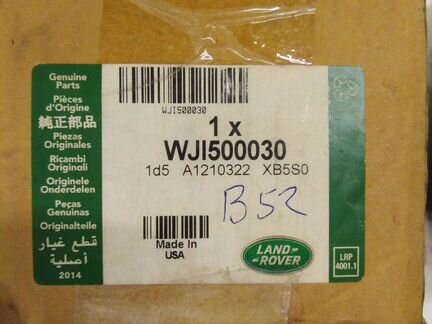 Genuine
Parts
Pièces
d'Origine
純正部品
Piezas
Originales
Ricambi
Originali
Originele
Onderdelen
Peças
Genuinas
Originalteile
قطع غيار
أصلية
2014
WJI500030
1 x
WJI500030
1d5 A1210322 XB5S0
B52
Made In
USA
LAND-
-ROVER
LRP
4001.1